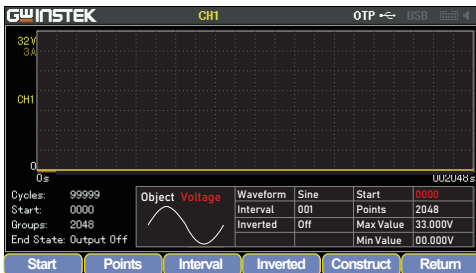 GWINSTEK CH1 OTP USB
32V
3A
CH1
0
0s 002048s
Cycles: 99999
Start: 0000
Groups: 2048
End State: Output Off
Object Voltage
Waveform Sine Start 0000
Interval 001 Points 2048
Inverted Off Max Value 33.000V
Min Value 00.000V
Start Points Interval Inverted Construct Return